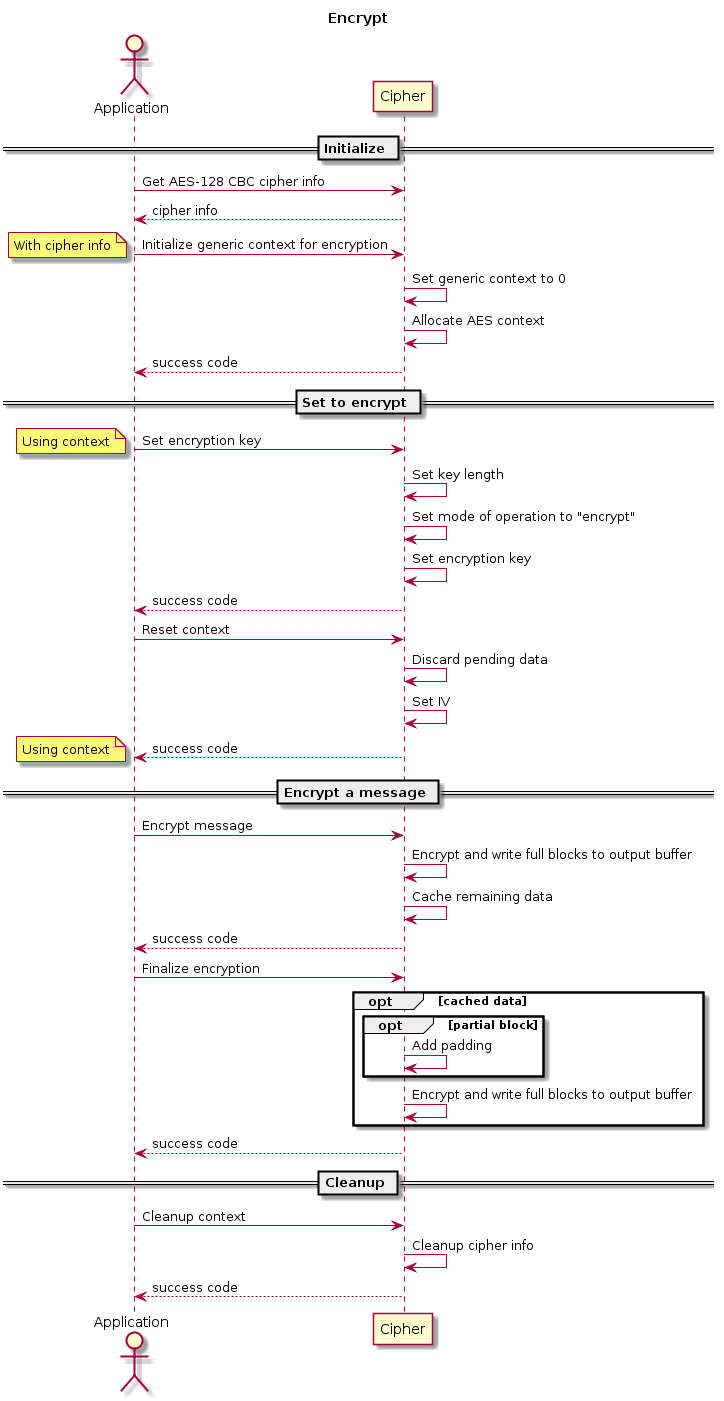 Encrypt
Application
Cipher
Initialize
Get AES-128 CBC cipher info
cipher info
With cipher info
Initialize generic context for encryption
Set generic context to 0
Allocate AES context
success code
Set to encrypt
Using context
Set encryption key
Set key length
Set mode of operation to "encrypt"
Set encryption key
success code
Reset context
Discard pending data
Set IV
Using context
success code
Encrypt a message
Encrypt message
Encrypt and write full blocks to output buffer
Cache remaining data
success code
Finalize encryption
opt [cached data]
opt [partial block]
Add padding
Encrypt and write full blocks to output buffer
success code
Cleanup
Cleanup context
Cleanup cipher info
success code
Application
Cipher